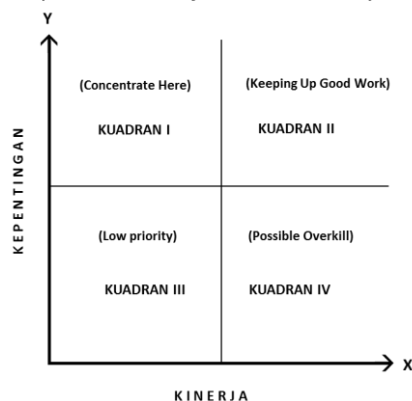 Y
(Concentrate Here)
(Keeping Up Good Work)
KUADRAN I
KUADRAN II
KEPENTINGAN
(Low priority)
(Possible Overkill)
KUADRAN III
KUADRAN IV
X
KINERJA